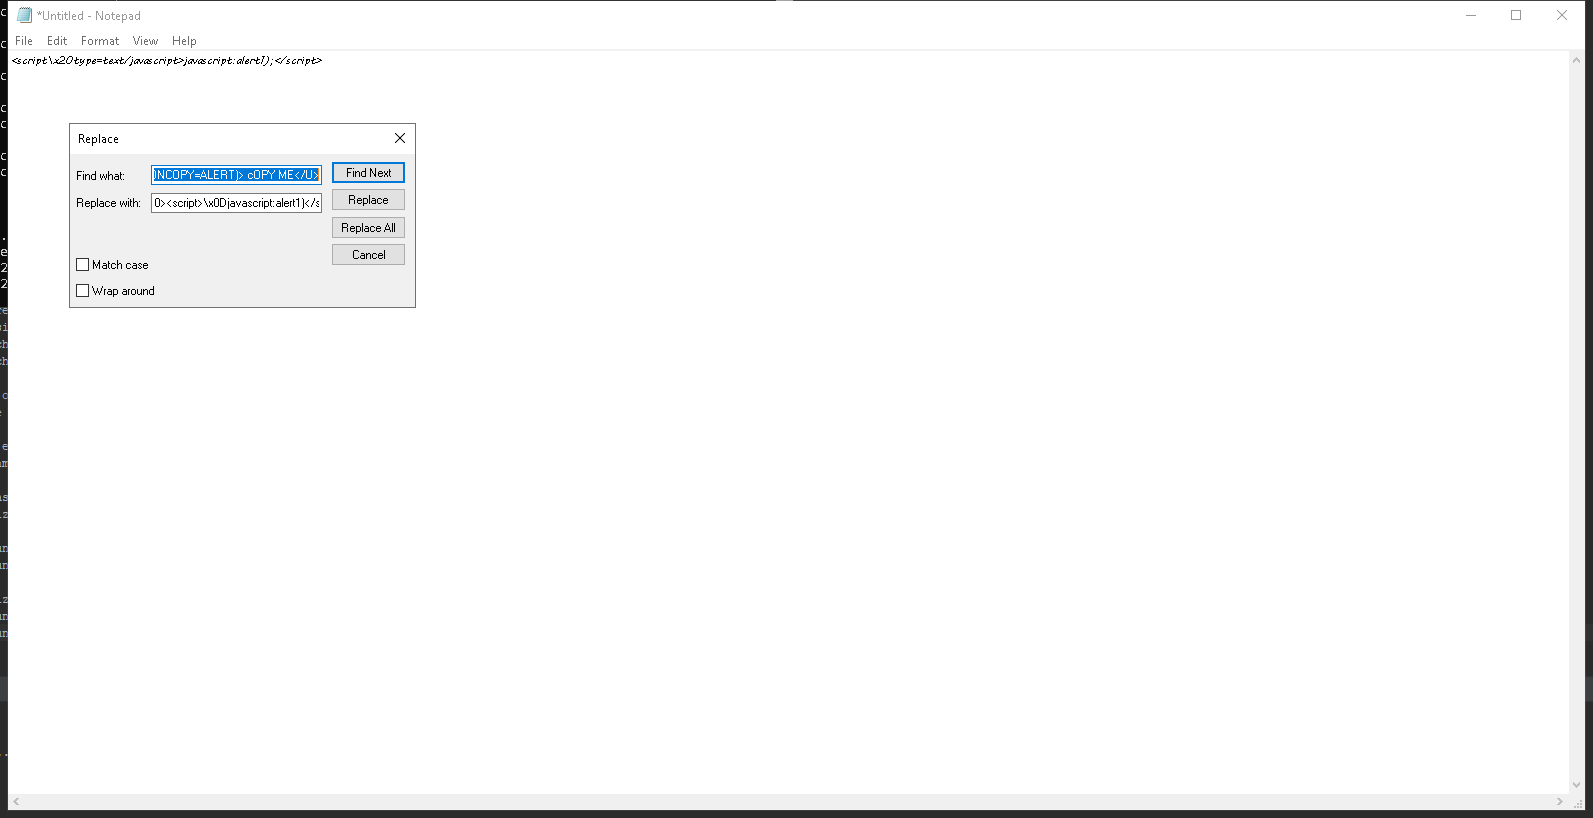 *Untitled - Notepad
File Edit Format View Help
<script\x20type=text/javascript>javascript:alert1);</script>
Replace
Find what: )NCOPY=ALERT)> cOPY ME</U>
Find Next
Replace with: 0><script>\x0Djavascript:alert1)</s
Replace
Replace All
Cancel
Match case
Wrap around